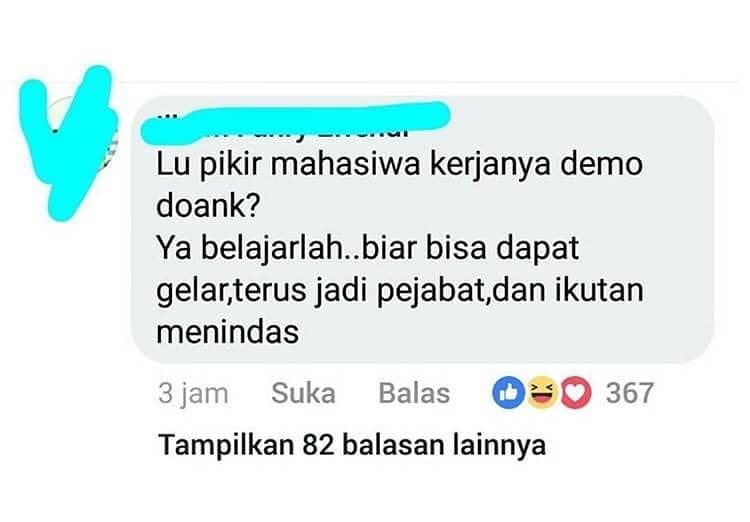 Lu pikir mahasiwa kerjanya demo
doank?
Ya belajarlah..biar bisa dapat
gelar,terus jadi pejabat,dan ikutan
menindas
3 jam Suka Balas 367
Tampilkan 82 balasan lainnya